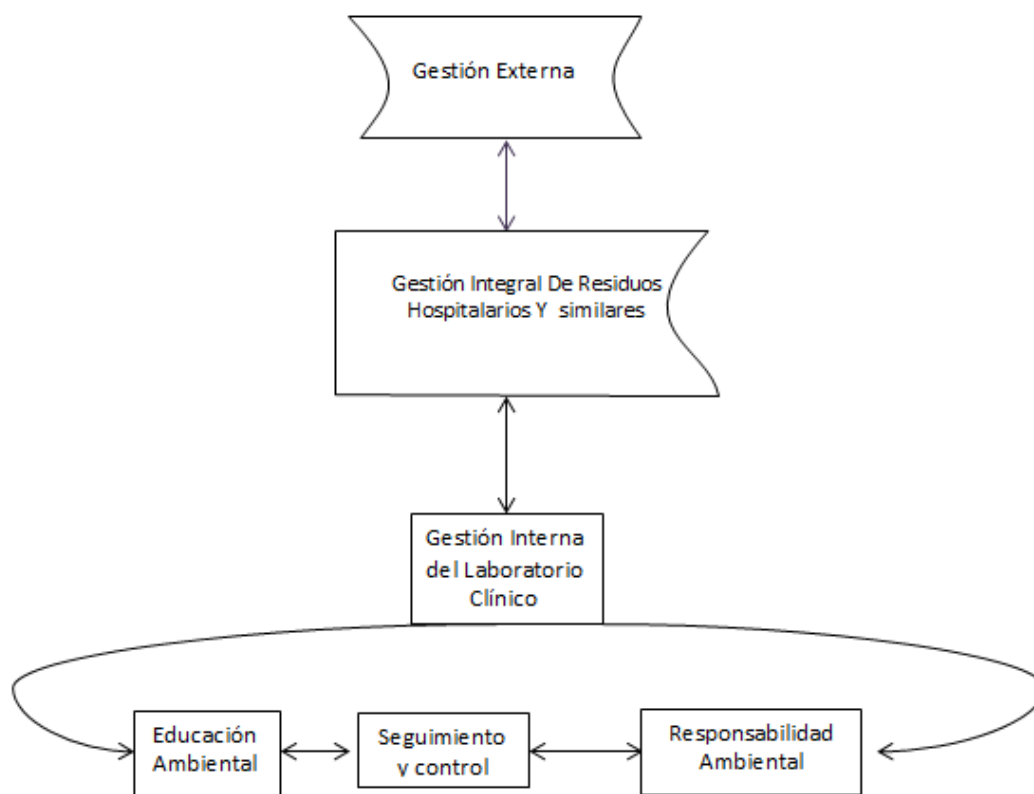 Gestión Externa
Gestión Integral De Residuos
Hospitalarios Y similares
Gestión Interna
del Laboratorio
Clínico
Educación
Ambiental
Seguimiento
y control
Responsabilidad
Ambiental